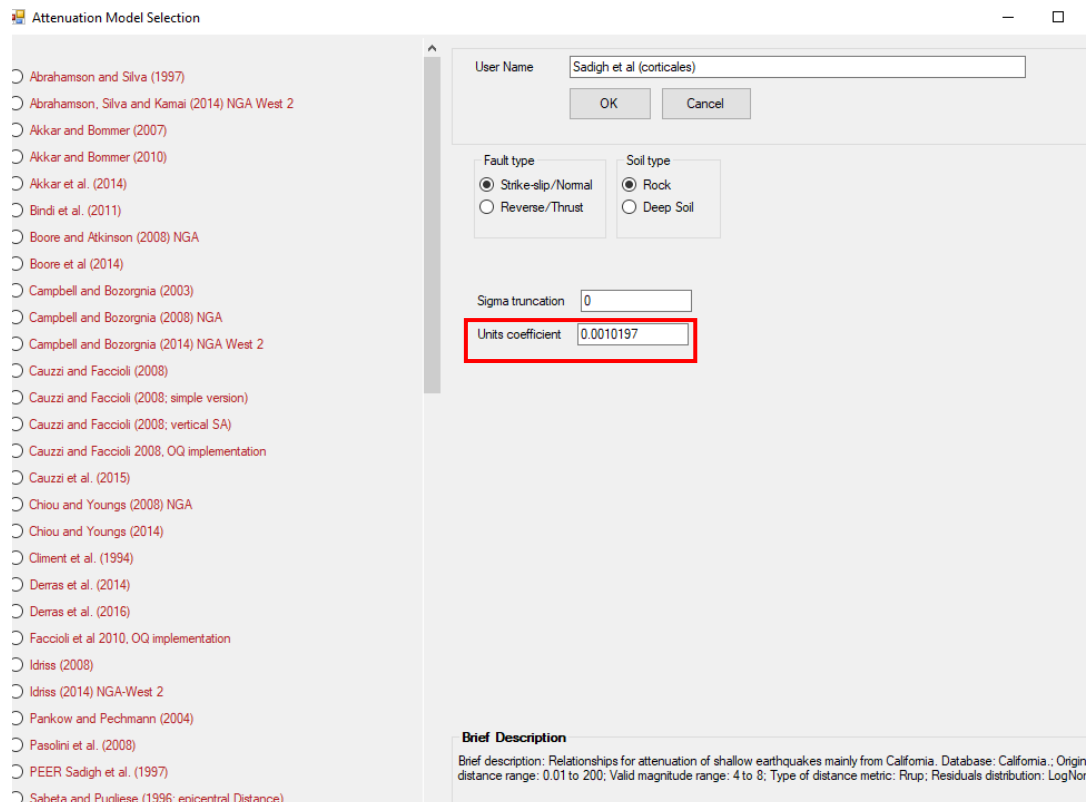 Attenuation Model Selection
Abrahamson and Silva (1997)
Abrahamson, Silva and Kamai (2014) NGA West 2
Akkar and Bommer (2007)
Akkar and Bommer (2010)
Akkar et al. (2014)
Bindi et al. (2011)
Boore and Atkinson (2008) NGA
Boore et al (2014)
Campbell and Bozorgnia (2003)
Campbell and Bozorgnia (2008) NGA
Campbell and Bozorgnia (2014) NGA West 2
Cauzzi and Faccioli (2008)
Cauzzi and Faccioli (2008; simple version)
Cauzzi and Faccioli (2008; vertical SA)
Cauzzi and Faccioli 2008, OQ implementation
Cauzzi et al. (2015)
Chiou and Youngs (2008) NGA
Chiou and Youngs (2014)
Climent et al. (1994)
Derras et al. (2014)
Derras et al. (2016)
Faccioli et al 2010, OQ implementation
Idriss (2008)
Idriss (2014) NGA-West 2
Pankow and Pechmann (2004)
Pasolini et al. (2008)
PEER Sadigh et al. (1997)
Sabeta and Pugliese (1996; epicentral Distance)
User Name Sadigh et al (corticales)
OK Cancel
Fault type Soil type
Strike-slip/Normal Rock
Reverse/Thrust Deep Soil
Sigma truncation 0
Units coefficient 0.0010197
Brief Description
Brief description: Relationships for attenuation of shallow earthquakes mainly from California. Database: California.; Origin
distance range: 0.01 to 200; Valid magnitude range: 4 to 8; Type of distance metric: Rrup; Residuals distribution: LogNor